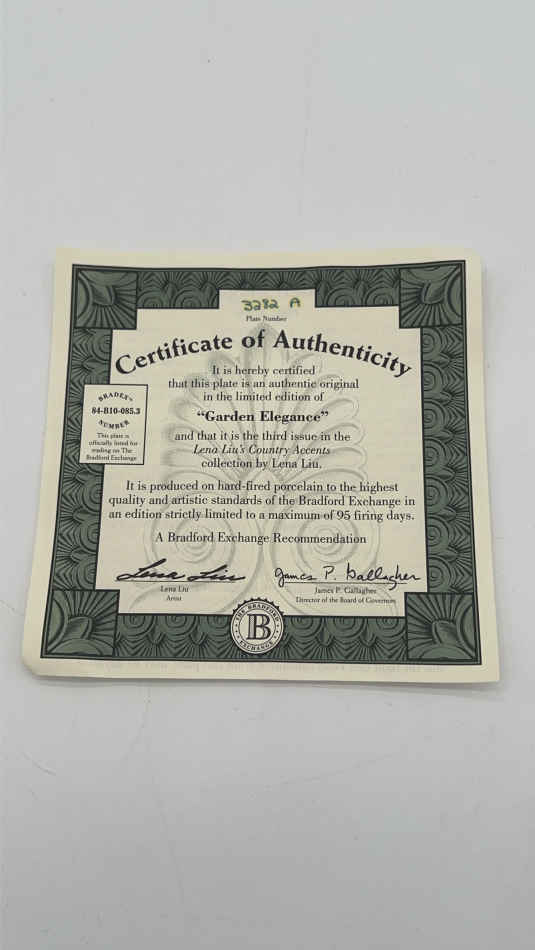 3282 A
Plate Number
Certificate of Authenticity
It is hereby certified
that this plate is an authentic original
in the limited edition of
“Garden Elegance”
and that it is the third issue in the
Lena Liu's Country Accents
collection by Lena Liu.
BRADEX™
84-B10-085.3
NUMBER
This plate is
officially listed for
trading on The
Bradford Exchange
It is produced on hard-fired porcelain to the highest
quality and artistic standards of the Bradford Exchange in
an edition strictly limited to a maximum of 95 firing days.
A Bradford Exchange Recommendation
Lena Liu
James P. Gallagher
Lena Liu
Artist
James P. Gallagher
Director of the Board of Governors
THE BRADFORD
B
EXCHANGE